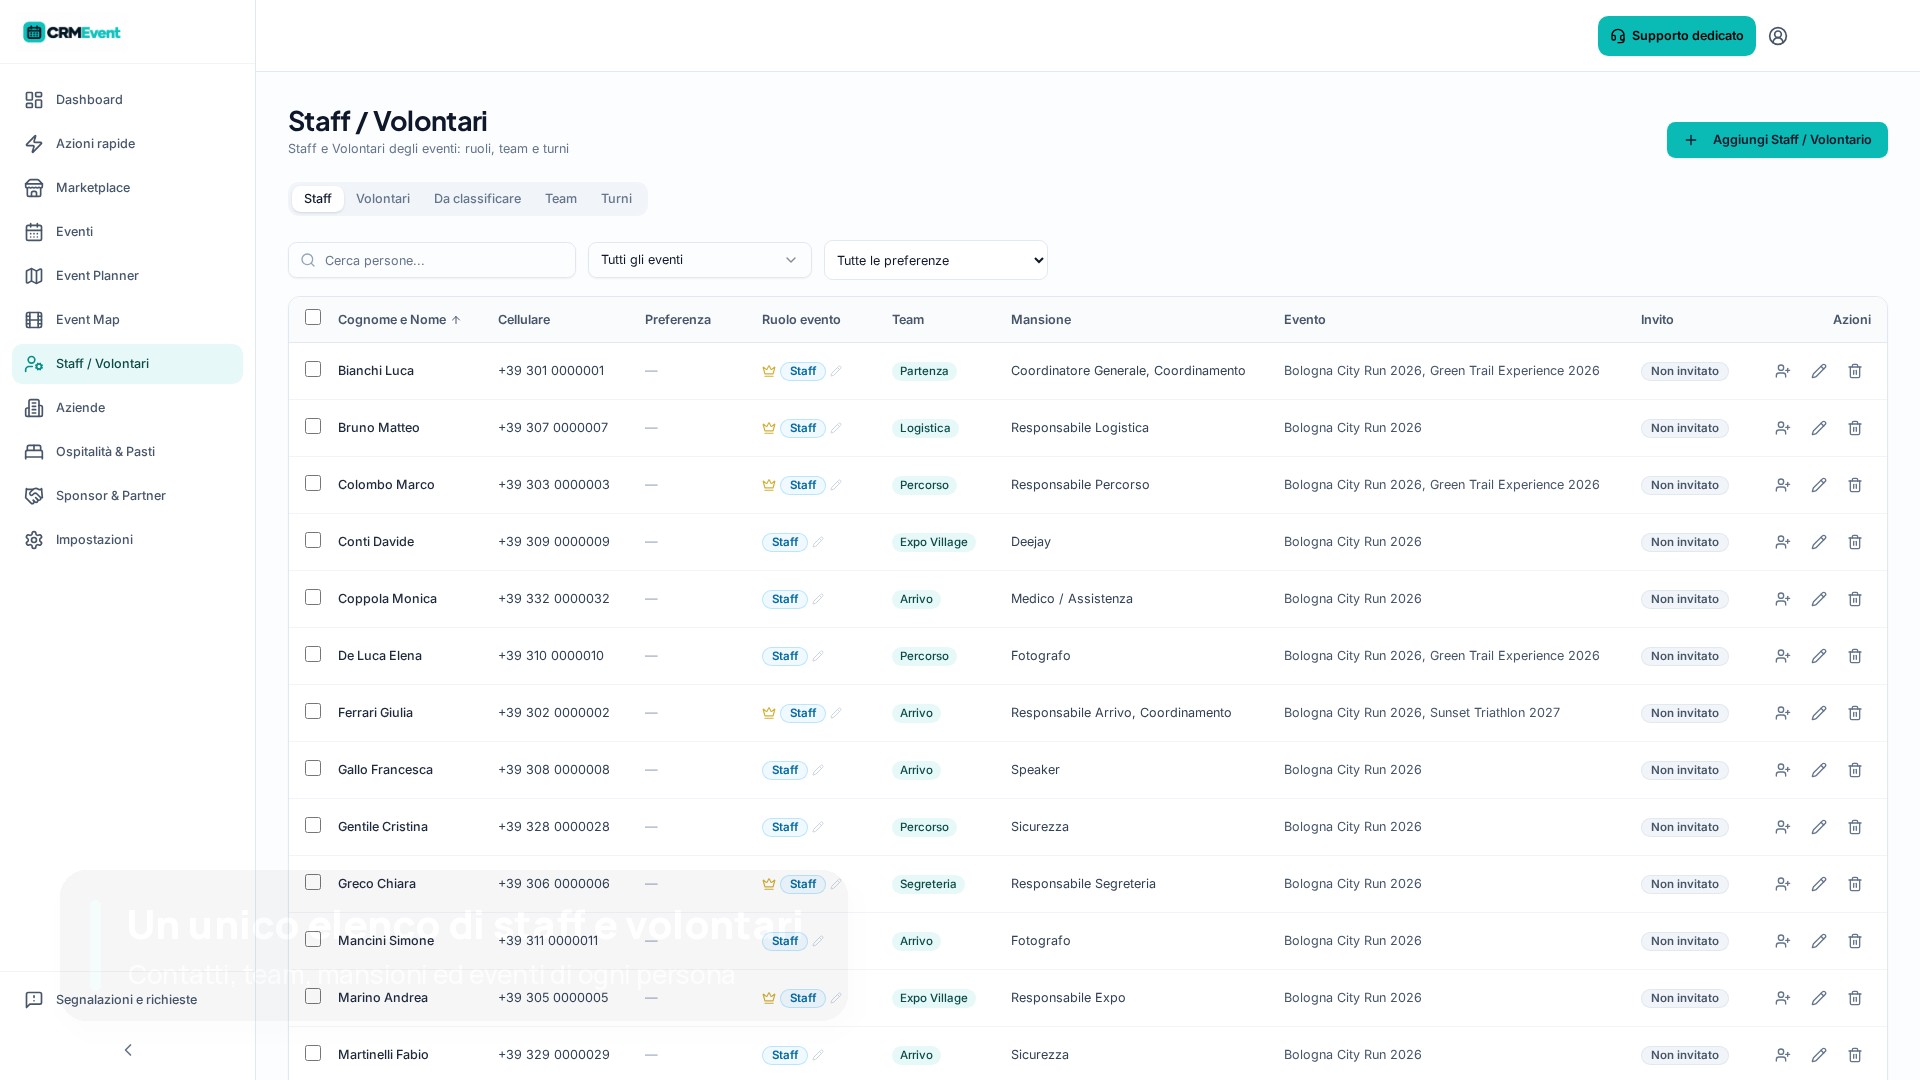 CRMEvent
Supporto dedicato
Dashboard
Azioni rapide
Marketplace
Eventi
Event Planner
Event Map
Staff / Volontari
Aziende
Ospitalità & Pasti
Sponsor & Partner
Impostazioni
Segnalazioni e richieste
Staff / Volontari
Staff e Volontari degli eventi: ruoli, team e turni
Aggiungi Staff / Volontario
Staff Volontari Da classificare Team Turni
Cerca persone... Tutti gli eventi Tutte le preferenze
Cognome e Nome Cellulare Preferenza Ruolo evento Team Mansione Evento Invito Azioni
Bianchi Luca +39 301 0000001 — Staff Partenza Coordinatore Generale, Coordinamento Bologna City Run 2026, Green Trail Experience 2026 Non invitato
Bruno Matteo +39 307 0000007 — Staff Logistica Responsabile Logistica Bologna City Run 2026 Non invitato
Colombo Marco +39 303 0000003 — Staff Percorso Responsabile Percorso Bologna City Run 2026, Green Trail Experience 2026 Non invitato
Conti Davide +39 309 0000009 — Staff Expo Village Deejay Bologna City Run 2026 Non invitato
Coppola Monica +39 332 0000032 — Staff Arrivo Medico / Assistenza Bologna City Run 2026 Non invitato
De Luca Elena +39 310 0000010 — Staff Percorso Fotografo Bologna City Run 2026, Green Trail Experience 2026 Non invitato
Ferrari Giulia +39 302 0000002 — Staff Arrivo Responsabile Arrivo, Coordinamento Bologna City Run 2026, Sunset Triathlon 2027 Non invitato
Gallo Francesca +39 308 0000008 — Staff Arrivo Speaker Bologna City Run 2026 Non invitato
Gentile Cristina +39 328 0000028 — Staff Percorso Sicurezza Bologna City Run 2026 Non invitato
Greco Chiara +39 306 0000006 — Staff Segreteria Responsabile Segreteria Bologna City Run 2026 Non invitato
Mancini Simone +39 311 0000011 — Staff Arrivo Fotografo Bologna City Run 2026 Non invitato
Marino Andrea +39 305 0000005 — Staff Expo Village Responsabile Expo Bologna City Run 2026 Non invitato
Martinelli Fabio +39 329 0000029 — Staff Arrivo Sicurezza Bologna City Run 2026 Non invitato
Un unico elenco di staff e volontari
Contatti, team, mansioni ed eventi di ogni persona